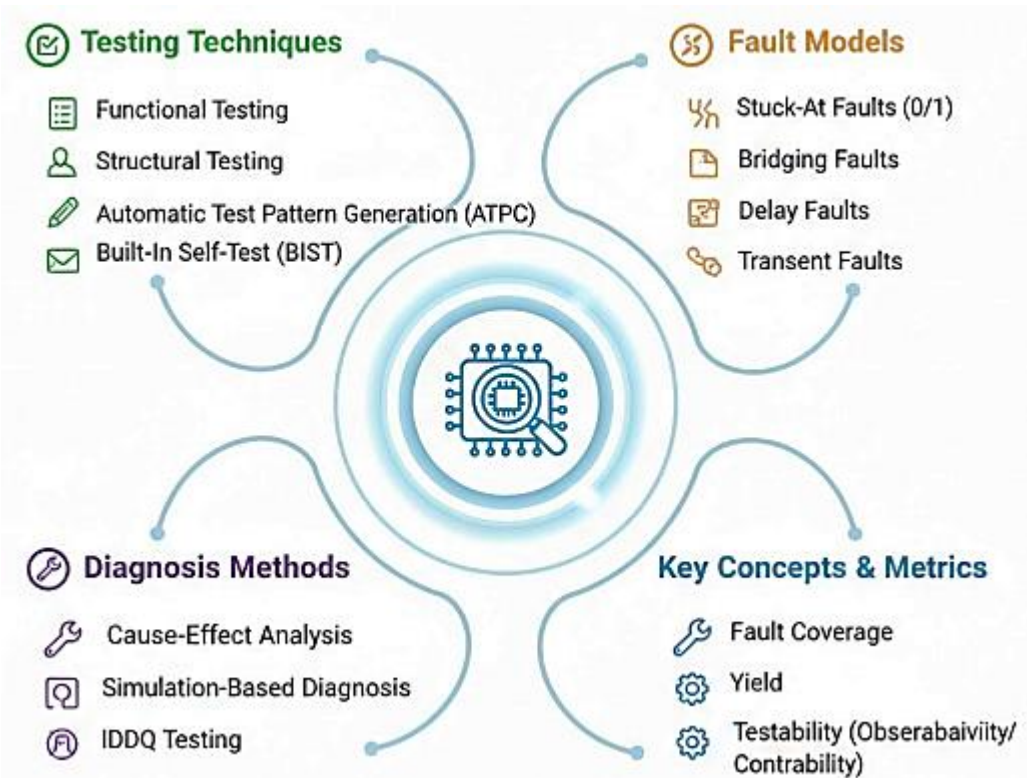 Testing Techniques
Functional Testing
Structural Testing
Automatic Test Pattern Generation (ATPC)
Built-In Self-Test (BIST)
Fault Models
Stuck-At Faults (0/1)
Bridging Faults
Delay Faults
Transent Faults
Diagnosis Methods
Cause-Effect Analysis
Simulation-Based Diagnosis
IDDQ Testing
Key Concepts & Metrics
Fault Coverage
Yield
Testability (Obserabaiviity/
Contrability)